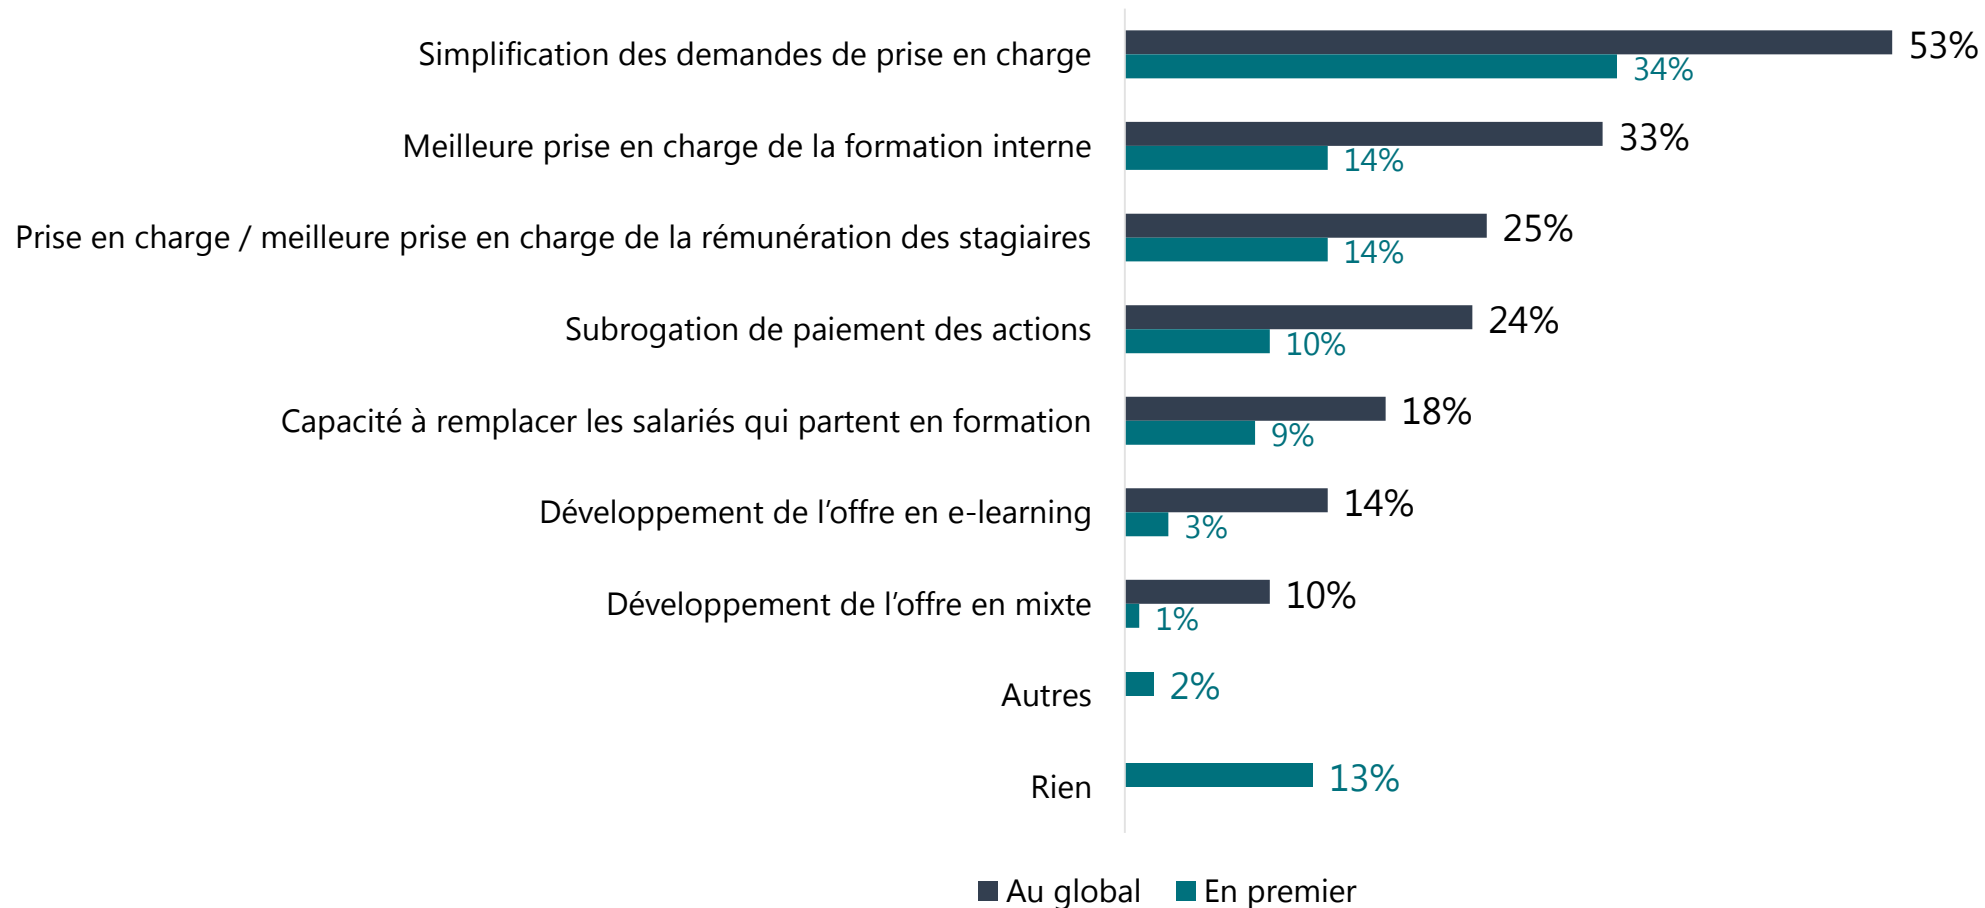 Simplification des demandes de prise en charge
53%
34%
Meilleure prise en charge de la formation interne
33%
14%
Prise en charge / meilleure prise en charge de la rémunération des stagiaires
25%
14%
Subrogation de paiement des actions
24%
10%
Capacité à remplacer les salariés qui partent en formation
18%
9%
Développement de l’offre en e-learning
14%
3%
Développement de l’offre en mixte
10%
1%
Autres
2%
Rien
13%
Au global En premier